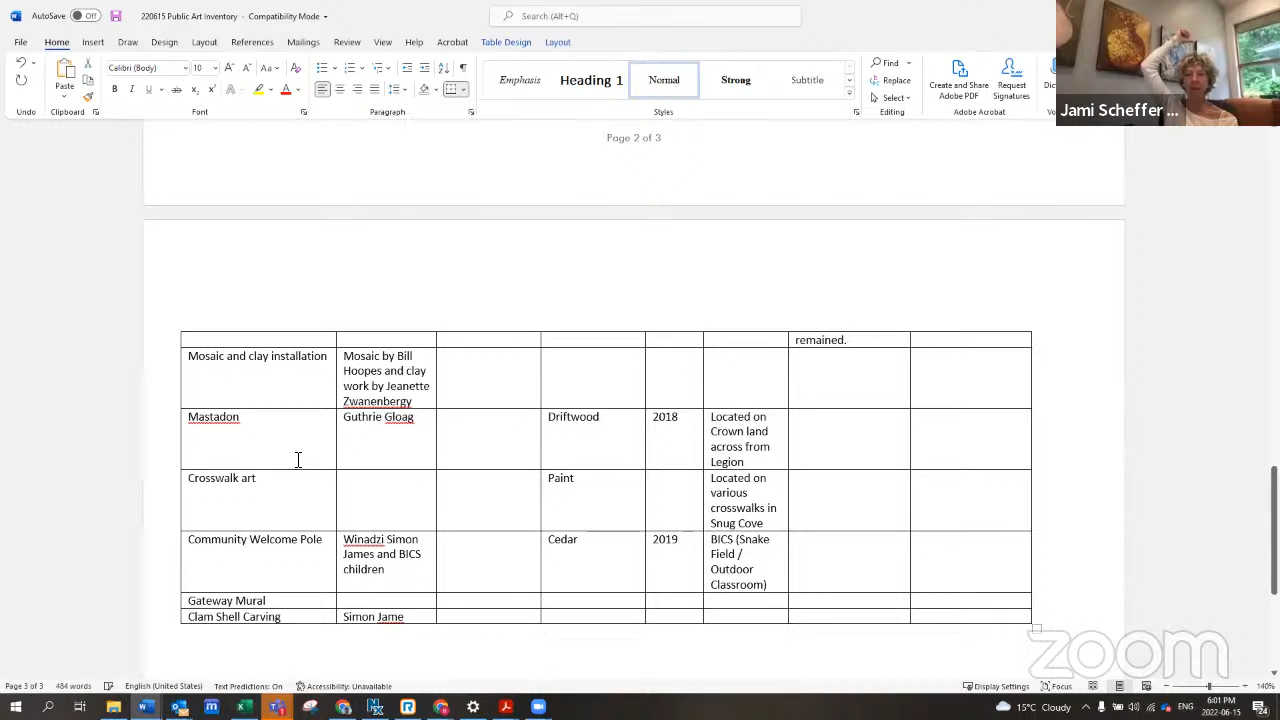 AutoSave Off 220615 Public Art Inventory - Compatibility Mode Search (Alt+Q)
File Home Insert Draw Design Layout References Mailings Review View Help Acrobat Table Design Layout
Calibri (Body) 10 Emphasis Heading 1 Normal Strong Subtitle Find
Paste Replace Create and Share Adobe PDF Request Signatures
Select
Undo Clipboard Font Paragraph Styles Editing Adobe Acrobat
Jami Scheffer ...
Page 2 of 3
remained.
Mosaic and clay installation Mosaic by Bill
Hoopes and clay
work by Jeanette
Zwanenbergy
Mastadon Guthrie Gloag Driftwood 2018 Located on
Crown land
across from
Legion
Crosswalk art Paint Located on
various
crosswalks in
Snug Cove
Community Welcome Pole Winadzi Simon Cedar 2019 BICS (Snake
James and BICS Field /
children Outdoor
Classroom)
Gateway Mural
Clam Shell Carving Simon Jame
zoom
Page 3 of 3 484 words English (United States) Text Predictions: On Accessibility: Unavailable Display Settings Focus 140%
15°C Cloudy ENG 6:01 PM
2022-06-15 24